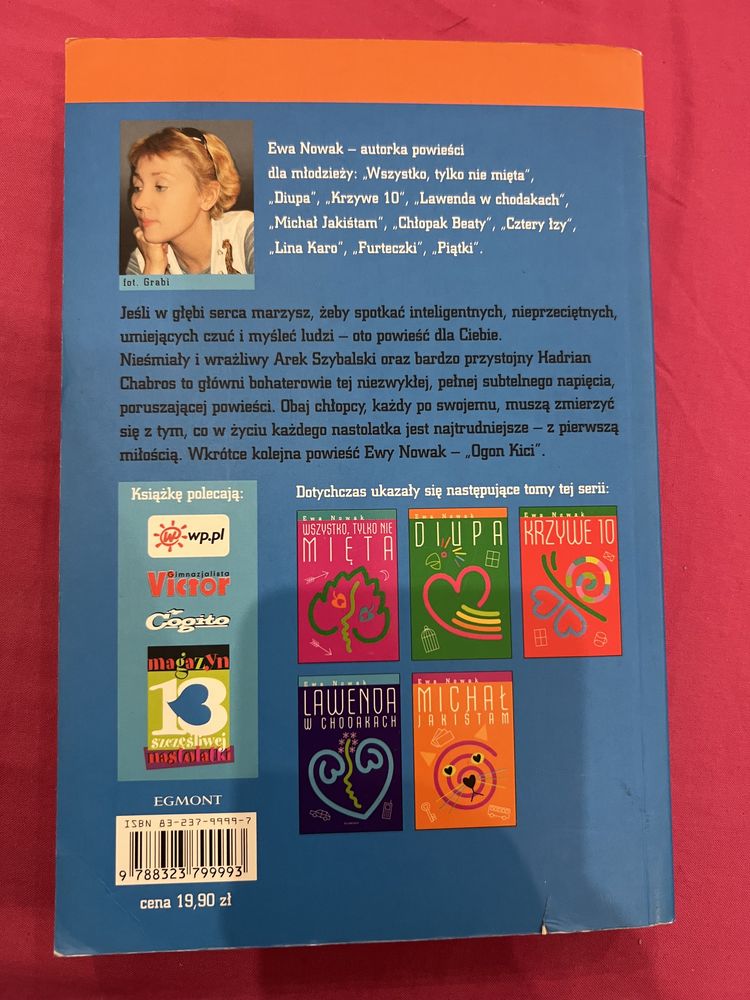 Ewa Nowak – autorka powieści
dla młodzieży: „Wszystko, tylko nie mięta”,
„Diupa”, „Krzywe 10”, „Lawenda w chodakach”,
„Michał Jakiśtam”, „Chłopak Beaty”, „Cztery łzy”,
„Lina Karo”, „Furteczki”, „Piątki”.
fot. Grabi
Jeśli w głębi serca marzysz, żeby spotkać inteligentnych, nieprzeciętnych,
umiejących czuć i myśleć ludzi – oto powieść dla Ciebie.
Nieśmiały i wrażliwy Arek Szybalski oraz bardzo przystojny Hadrian
Chabros to główni bohaterowie tej niezwykłej, pełnej subtelnego napięcia,
poruszającej powieści. Obaj chłopcy, każdy po swojemu, muszą zmierzyć
się z tym, co w życiu każdego nastolatka jest najtrudniejsze – z pierwszą
miłością. Wkrótce kolejna powieść Ewy Nowak – „Ogon Kici”.
Książkę polecają:
w wp.pl
Gimnazjalista
Victor
Cogito
magazyn
13
szczęśliwej
nastolatki
Dotychczas ukazały się następujące tomy tej serii:
Ewa Nowak
WSZYSTKO, TYLKO NIE
MIĘTA
Ewa Nowak
DIUPA
Ewa Nowak
KRZYWE 10
Ewa Nowak
LAWENDA
W CHODAKACH
Ewa Nowak
MICHAŁ
JAKIŚTAM
EGMONT
ISBN 83-237-9999-7
9 788323 799993
cena 19,90 zł